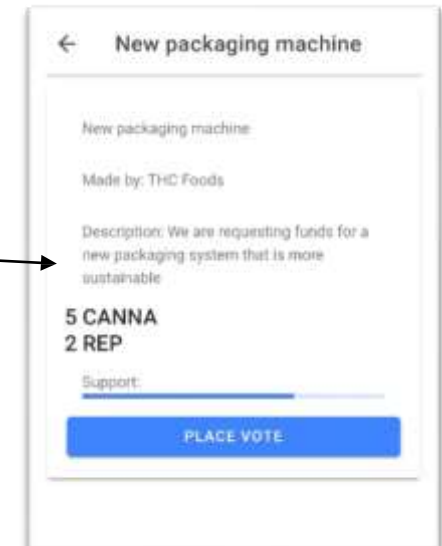 ← New packaging machine
New packaging machine
Made by: THC Foods
Description: We are requesting funds for a
new packaging system that is more
sustainable
5 CANNA
2 REP
Support:
PLACE VOTE